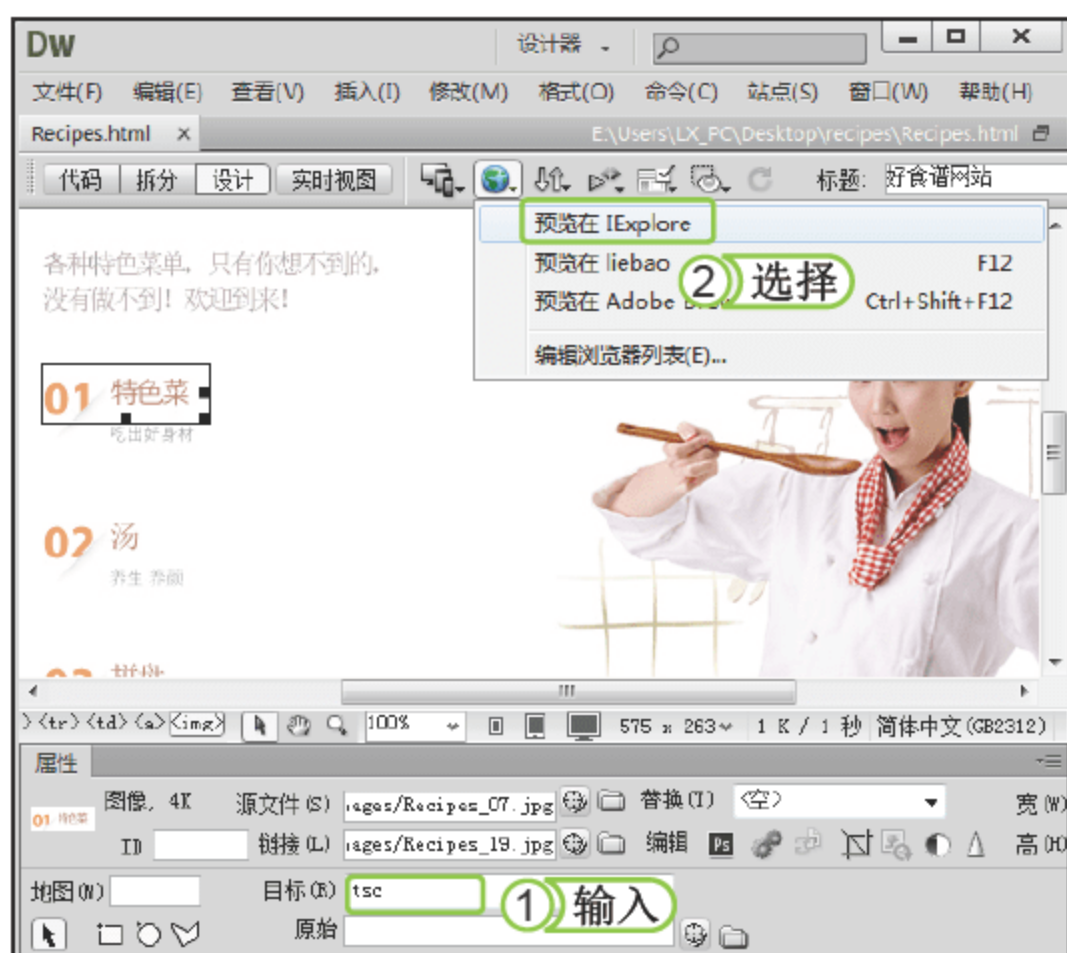 Dw 设计器
文件(F) 编辑(E) 查看(V) 插入(I) 修改(M) 格式(O) 命令(C) 站点(S) 窗口(W) 帮助(H)
Recipes.html × E:\Users\LX_PC\Desktop\recipes\Recipes.html
代码 拆分 设计 实时视图 标题: 好食谱网站
预览在 IExplore
预览在 liebao F12
预览在 Adobe Ctrl+Shift+F12
② 选择
编辑浏览器列表(E)...
各种特色菜单，只有你想不到的，
没有做不到！欢迎到来！
01 特色菜
吃出好身材
02 汤
养生 养颜
<tr> <td> <a> <img> 100% 575 x 263 1 K / 1 秒 简体中文(GB2312)
属性
图像, 4K 源文件(S) ages/Recipes_07.jpg 替换(T) <空> 宽(W)
01 特色菜
ID 链接(L) ages/Recipes_19.jpg 编辑 Ps 高(H)
地图(N) 目标(R) tsc ① 输入
原始